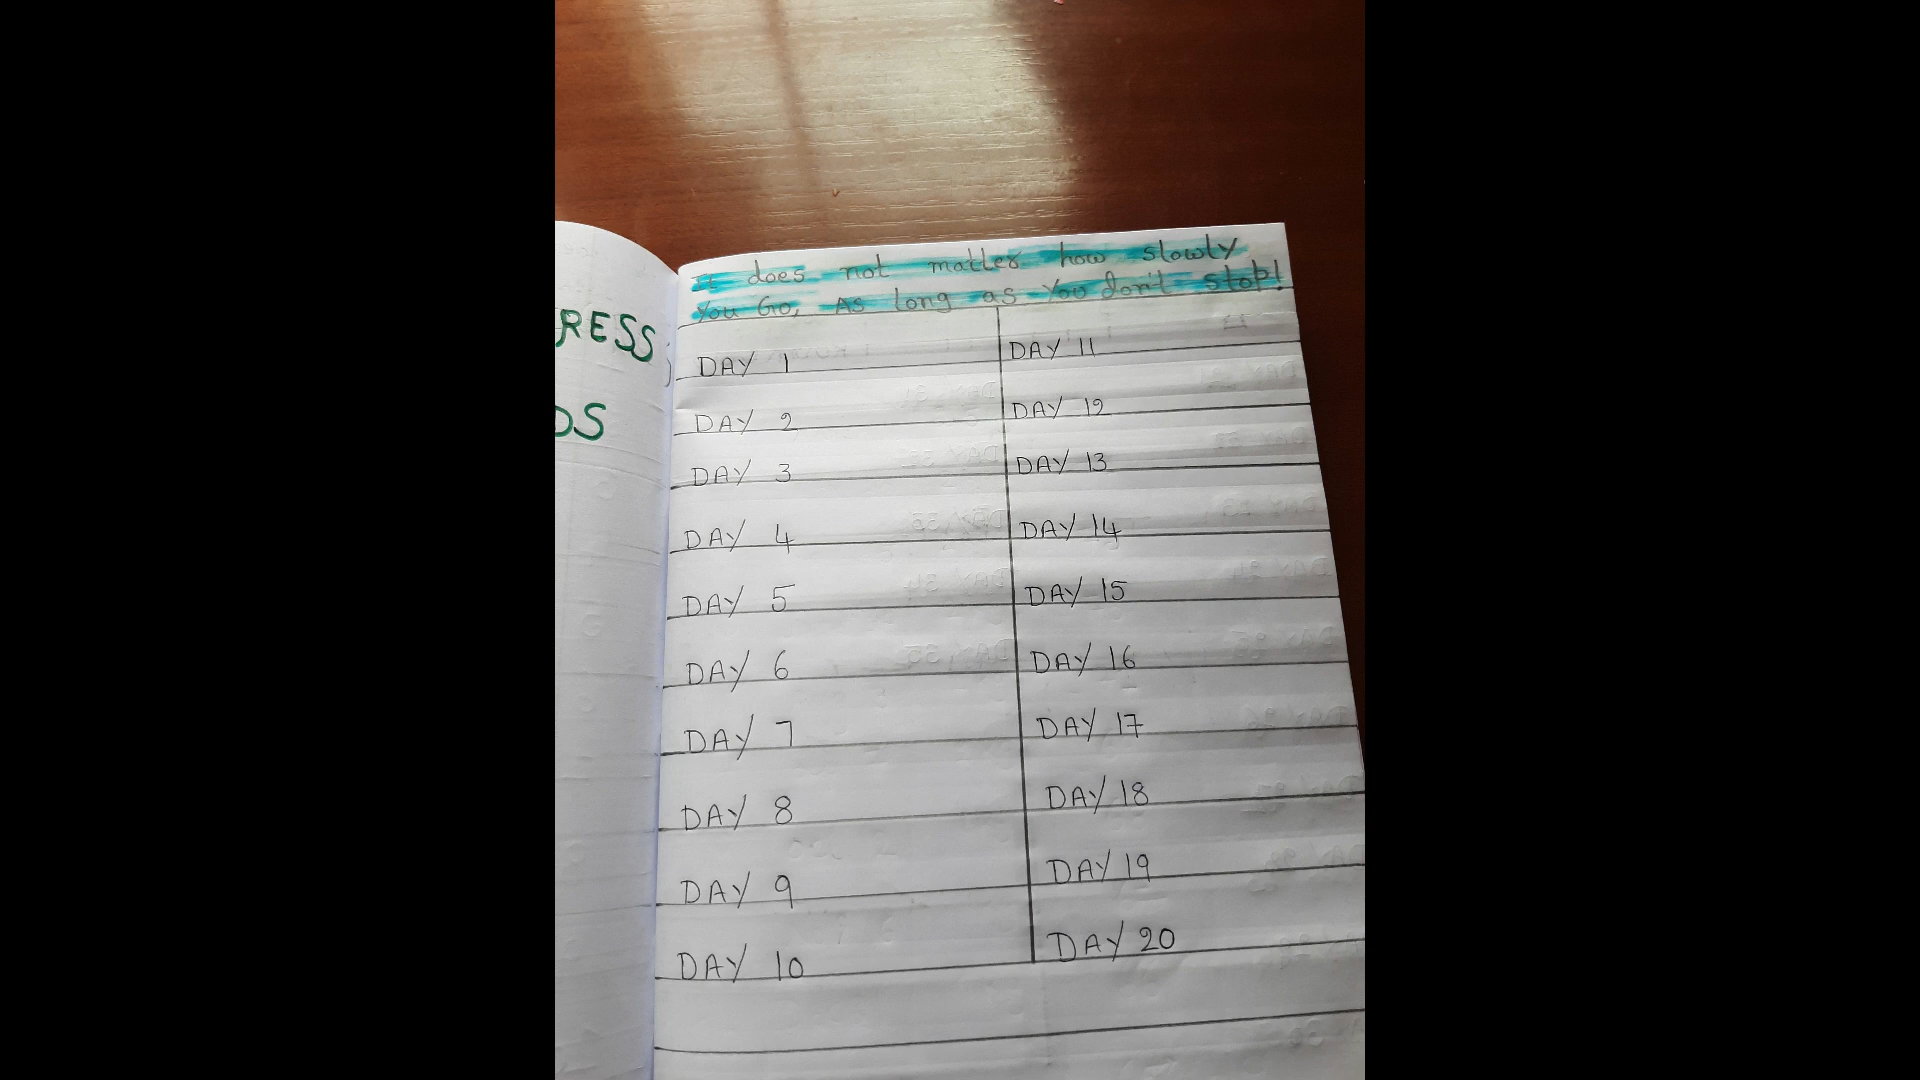 It does not matter how slowly
You Go, As long as You don't stop!
RESS
DS
DAY 1
DAY 2
DAY 3
DAY 4
DAY 5
DAY 6
DAY 7
DAY 8
DAY 9
DAY 10
DAY 11
DAY 12
DAY 13
DAY 14
DAY 15
DAY 16
DAY 17
DAY 18
DAY 19
DAY 20